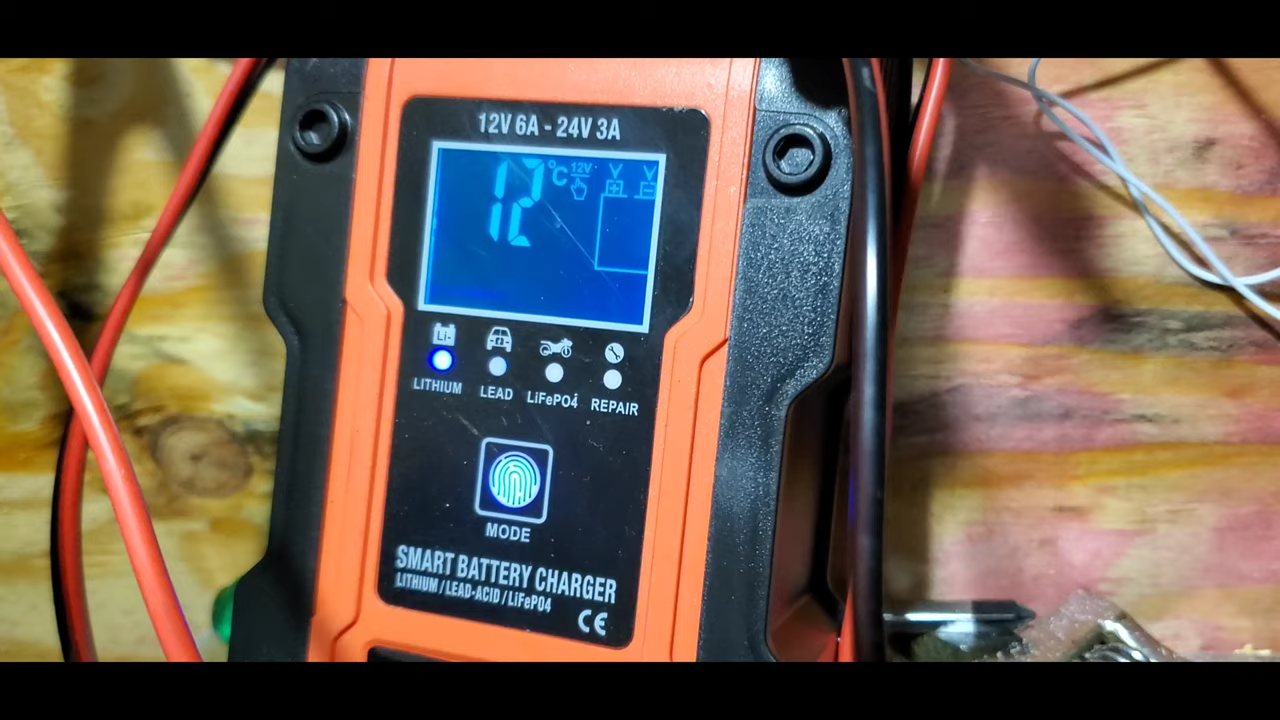 12V 6A - 24V 3A
12 °C 12V V V
+ -
Li-
LITHIUM LEAD LiFePO4 REPAIR
MODE
SMART BATTERY CHARGER
LITHIUM / LEAD-ACID / LiFePO4
CE